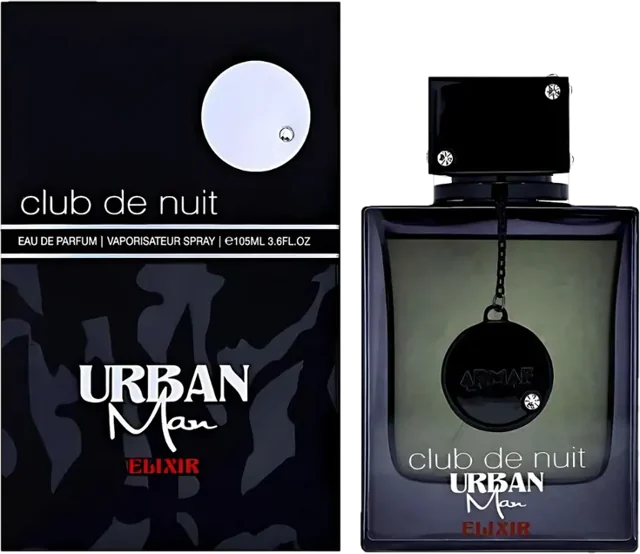 club de nuit
EAU DE PARFUM | VAPORISATEUR SPRAY | ℮105ML 3.6FL.OZ
URBAN
Man
ELIXIR
ARMAF
club de nuit
URBAN
Man
ELIXIR